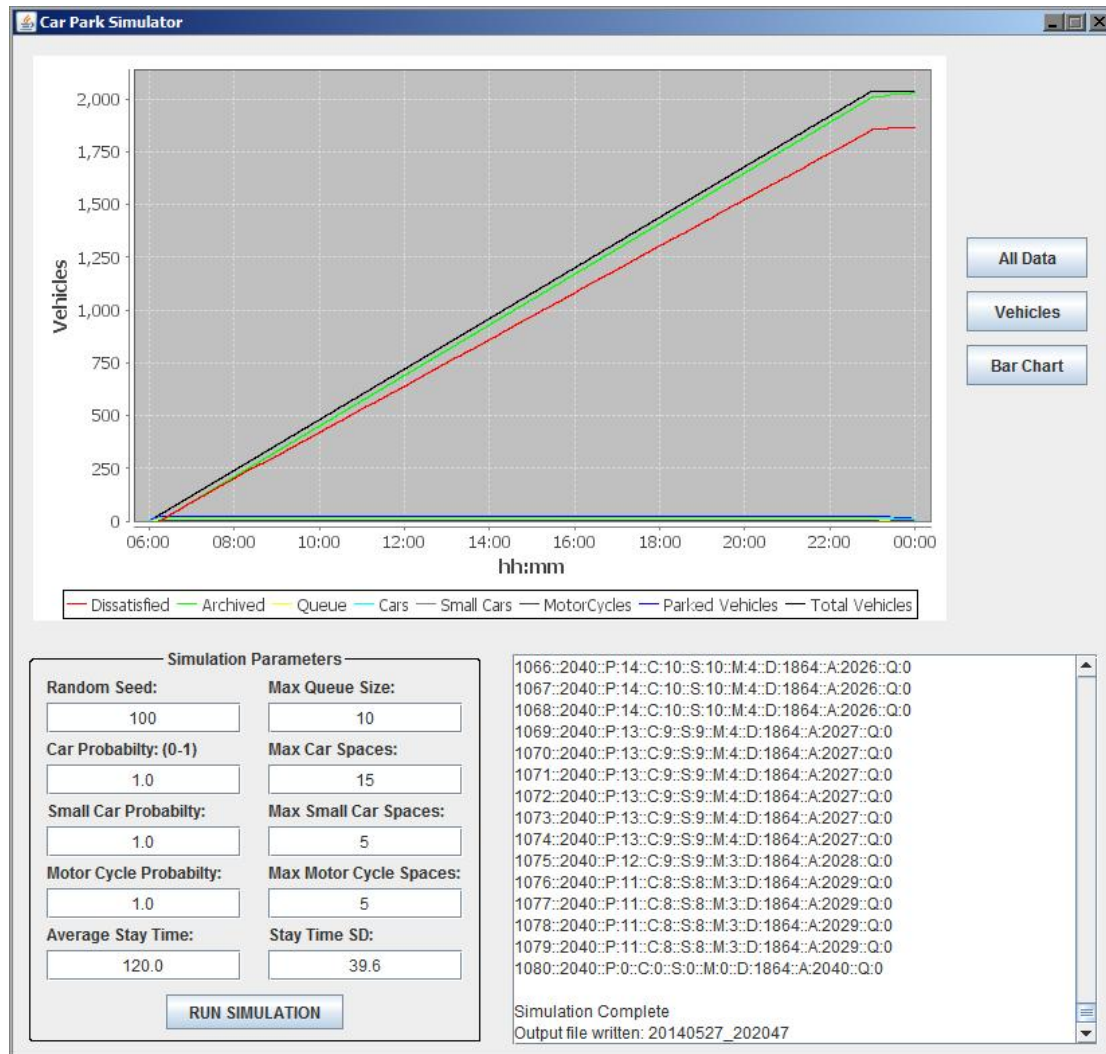 Car Park Simulator
2,000
1,750
1,500
1,250
1,000
750
500
250
0
Vehicles
06:00 08:00 10:00 12:00 14:00 16:00 18:00 20:00 22:00 00:00
hh:mm
Dissatisfied Archived Queue Cars Small Cars MotorCycles Parked Vehicles Total Vehicles
All Data
Vehicles
Bar Chart
Simulation Parameters
Random Seed: Max Queue Size:
100 10
Car Probabilty: (0-1) Max Car Spaces:
1.0 15
Small Car Probabilty: Max Small Car Spaces:
1.0 5
Motor Cycle Probabilty: Max Motor Cycle Spaces:
1.0 5
Average Stay Time: Stay Time SD:
120.0 39.6
RUN SIMULATION
1066::2040::P:14::C:10::S:10::M:4::D:1864::A:2026::Q:0
1067::2040::P:14::C:10::S:10::M:4::D:1864::A:2026::Q:0
1068::2040::P:14::C:10::S:10::M:4::D:1864::A:2026::Q:0
1069::2040::P:13::C:9::S:9::M:4::D:1864::A:2027::Q:0
1070::2040::P:13::C:9::S:9::M:4::D:1864::A:2027::Q:0
1071::2040::P:13::C:9::S:9::M:4::D:1864::A:2027::Q:0
1072::2040::P:13::C:9::S:9::M:4::D:1864::A:2027::Q:0
1073::2040::P:13::C:9::S:9::M:4::D:1864::A:2027::Q:0
1074::2040::P:13::C:9::S:9::M:4::D:1864::A:2027::Q:0
1075::2040::P:12::C:9::S:9::M:3::D:1864::A:2028::Q:0
1076::2040::P:11::C:8::S:8::M:3::D:1864::A:2029::Q:0
1077::2040::P:11::C:8::S:8::M:3::D:1864::A:2029::Q:0
1078::2040::P:11::C:8::S:8::M:3::D:1864::A:2029::Q:0
1079::2040::P:11::C:8::S:8::M:3::D:1864::A:2029::Q:0
1080::2040::P:0::C:0::S:0::M:0::D:1864::A:2040::Q:0
Simulation Complete
Output file written: 20140527_202047